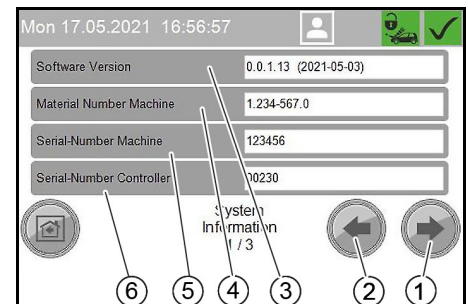 Mon 17.05.2021 16:56:57
Software Version 0.0.1.13 (2021-05-03)
Material Number Machine 1.234-567.0
Serial-Number Machine 123456
Serial-Number Controller 00230
System
Information
1 / 3
6 5 4 3 2 1